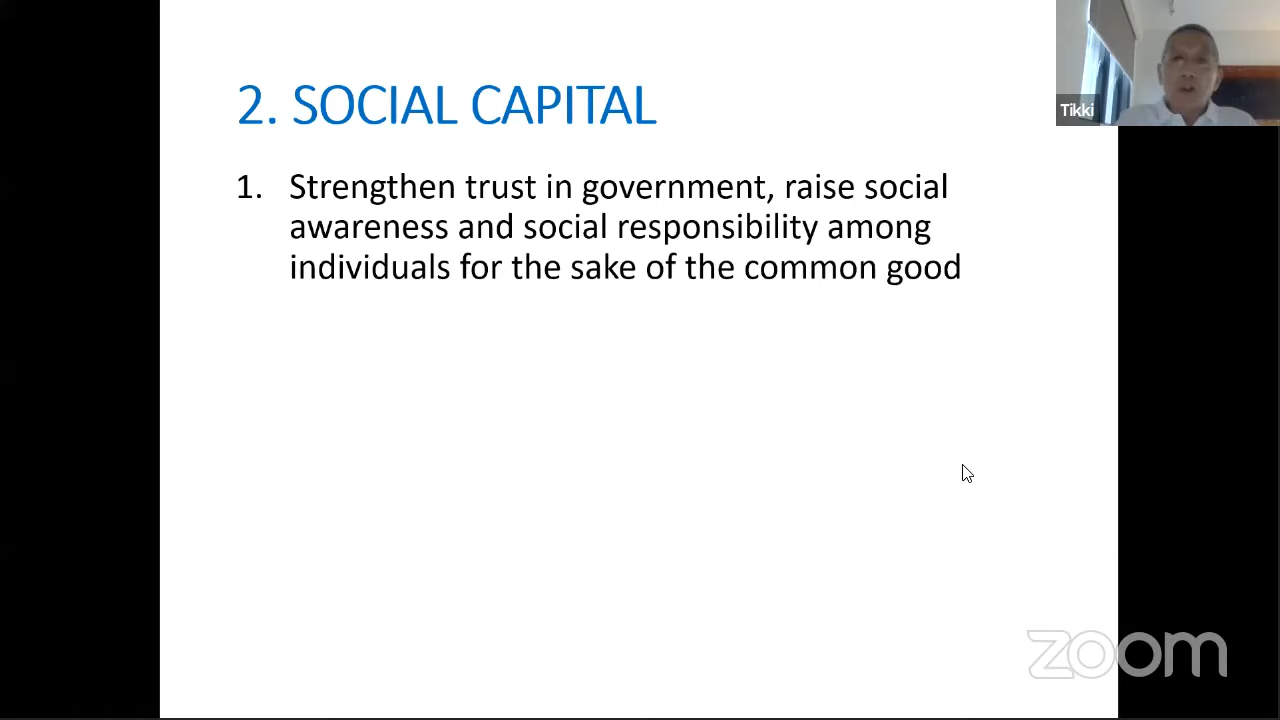 2. SOCIAL CAPITAL
1. Strengthen trust in government, raise social
awareness and social responsibility among
individuals for the sake of the common good
Tikki
zoom